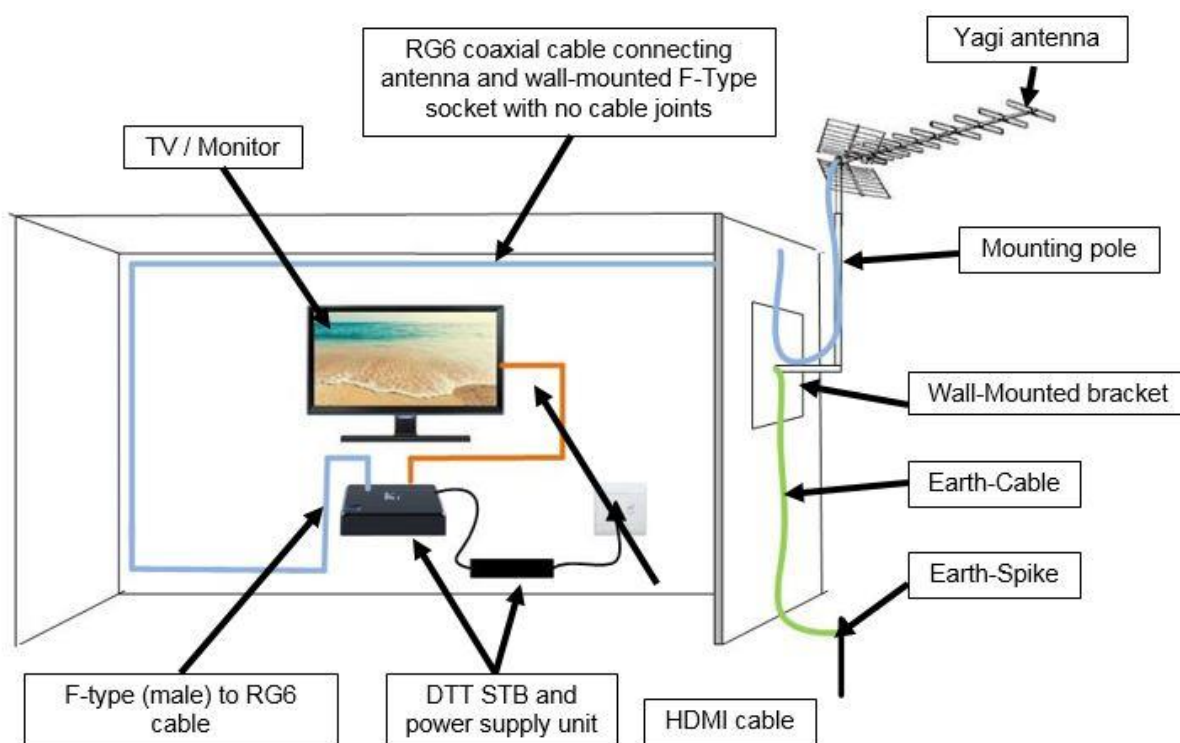 Yagi antenna
RG6 coaxial cable connecting
antenna and wall-mounted F-Type
socket with no cable joints
TV / Monitor
Mounting pole
Wall-Mounted bracket
Earth-Cable
Earth-Spike
F-type (male) to RG6
cable
DTT STB and
power supply unit
HDMI cable